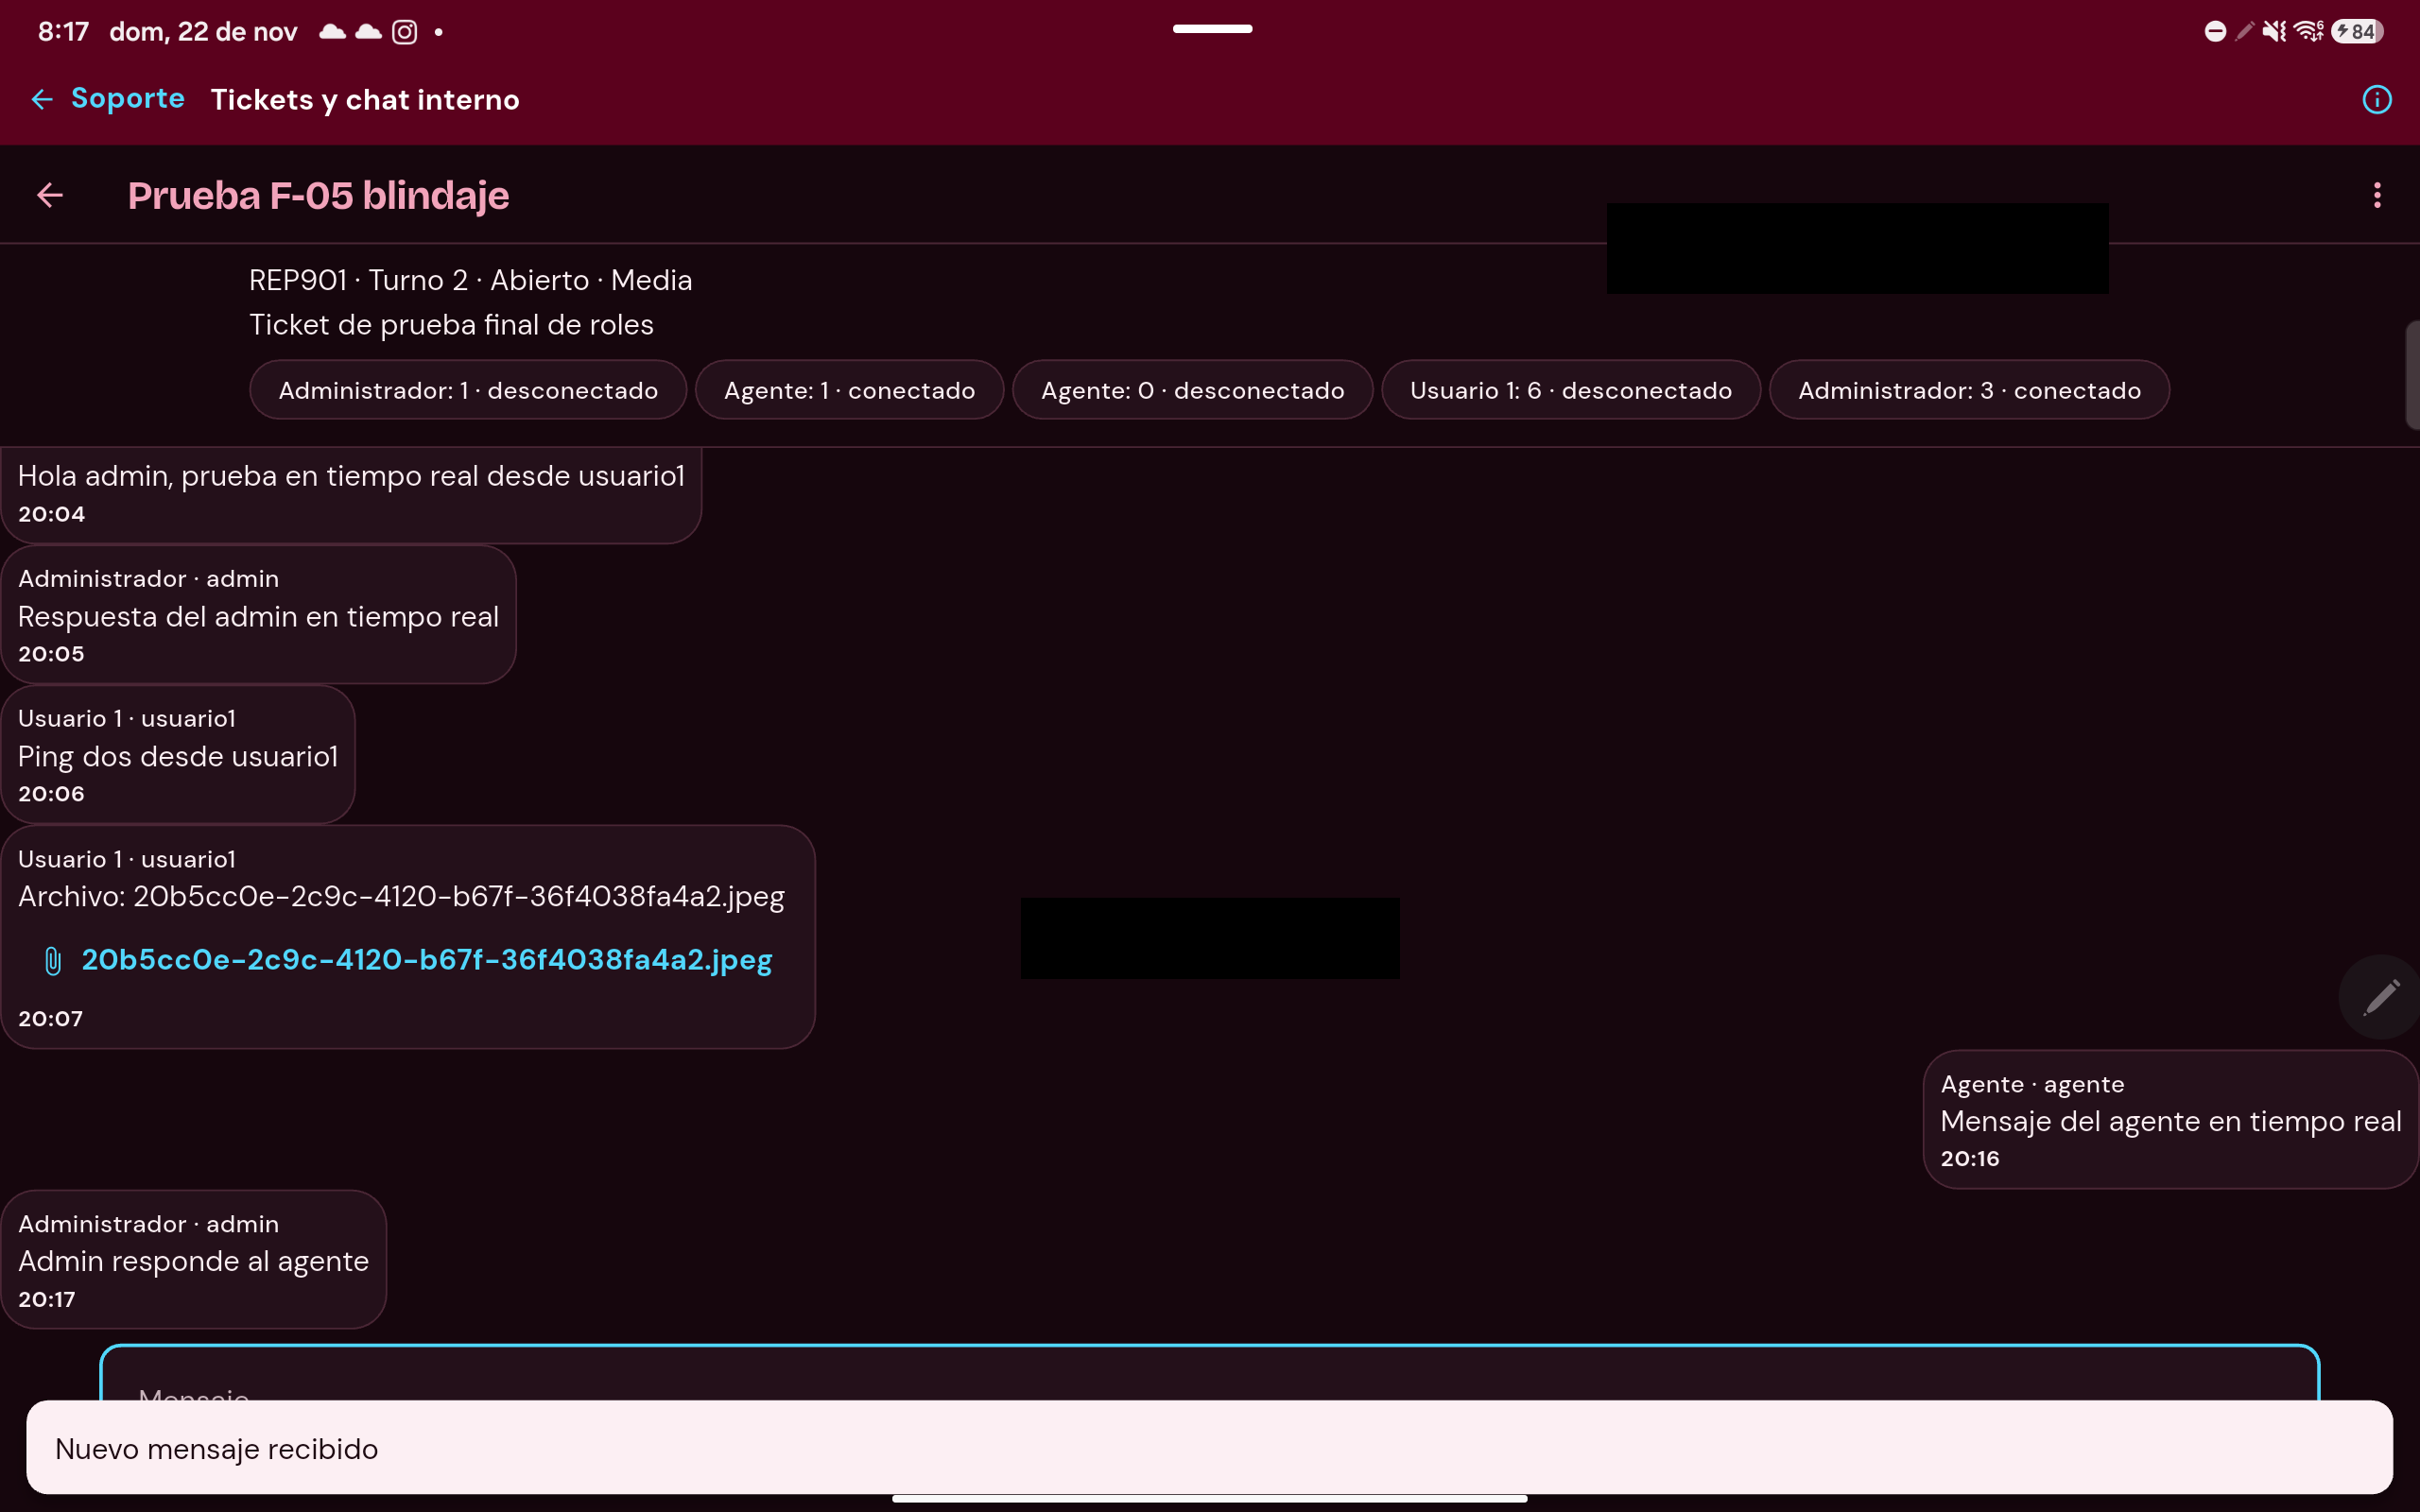 8:17 dom, 22 de nov
6
84
Soporte Tickets y chat interno
Prueba F-05 blindaje
REP901 · Turno 2 · Abierto · Media
Ticket de prueba final de roles
Administrador: 1 · desconectado
Agente: 1 · conectado
Agente: 0 · desconectado
Usuario 1: 6 · desconectado
Administrador: 3 · conectado
Hola admin, prueba en tiempo real desde usuario1
20:04
Administrador · admin
Respuesta del admin en tiempo real
20:05
Usuario 1 · usuario1
Ping dos desde usuario1
20:06
Usuario 1 · usuario1
Archivo: 20b5cc0e-2c9c-4120-b67f-36f4038fa4a2.jpeg
20b5cc0e-2c9c-4120-b67f-36f4038fa4a2.jpeg
20:07
Agente · agente
Mensaje del agente en tiempo real
20:16
Administrador · admin
Admin responde al agente
20:17
Mensaje
Nuevo mensaje recibido